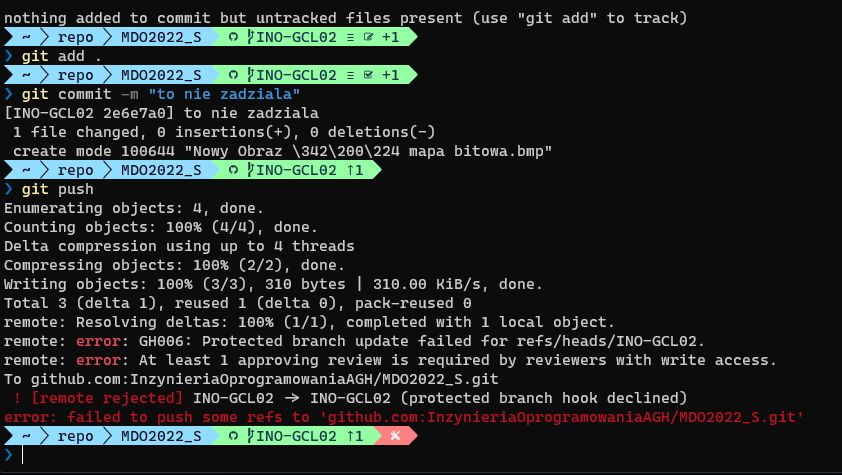 nothing added to commit but untracked files present (use "git add" to track)
~ repo MDO2022_S INO-GCL02 ≡ +1
❯ git add .
~ repo MDO2022_S INO-GCL02 ≡ +1
❯ git commit -m "to nie zadziala"
[INO-GCL02 2e6e7a0] to nie zadziala
1 file changed, 0 insertions(+), 0 deletions(-)
create mode 100644 "Nowy Obraz \342\200\224 mapa bitowa.bmp"
~ repo MDO2022_S INO-GCL02 ↑1
❯ git push
Enumerating objects: 4, done.
Counting objects: 100% (4/4), done.
Delta compression using up to 4 threads
Compressing objects: 100% (2/2), done.
Writing objects: 100% (3/3), 310 bytes | 310.00 KiB/s, done.
Total 3 (delta 1), reused 1 (delta 0), pack-reused 0
remote: Resolving deltas: 100% (1/1), completed with 1 local object.
remote: error: GH006: Protected branch update failed for refs/heads/INO-GCL02.
remote: error: At least 1 approving review is required by reviewers with write access.
To github.com:InzynieriaOprogramowaniaAGH/MDO2022_S.git
! [remote rejected] INO-GCL02 -> INO-GCL02 (protected branch hook declined)
error: failed to push some refs to 'github.com:InzynieriaOprogramowaniaAGH/MDO2022_S.git'
~ repo MDO2022_S INO-GCL02 ↑1
❯